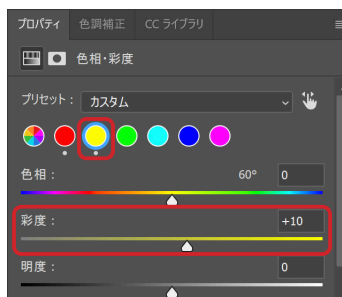 プロパティ 色調補正 CC ライブラリ
色相・彩度
プリセット： カスタム
色相： 60° 0
彩度： +10
明度： 0